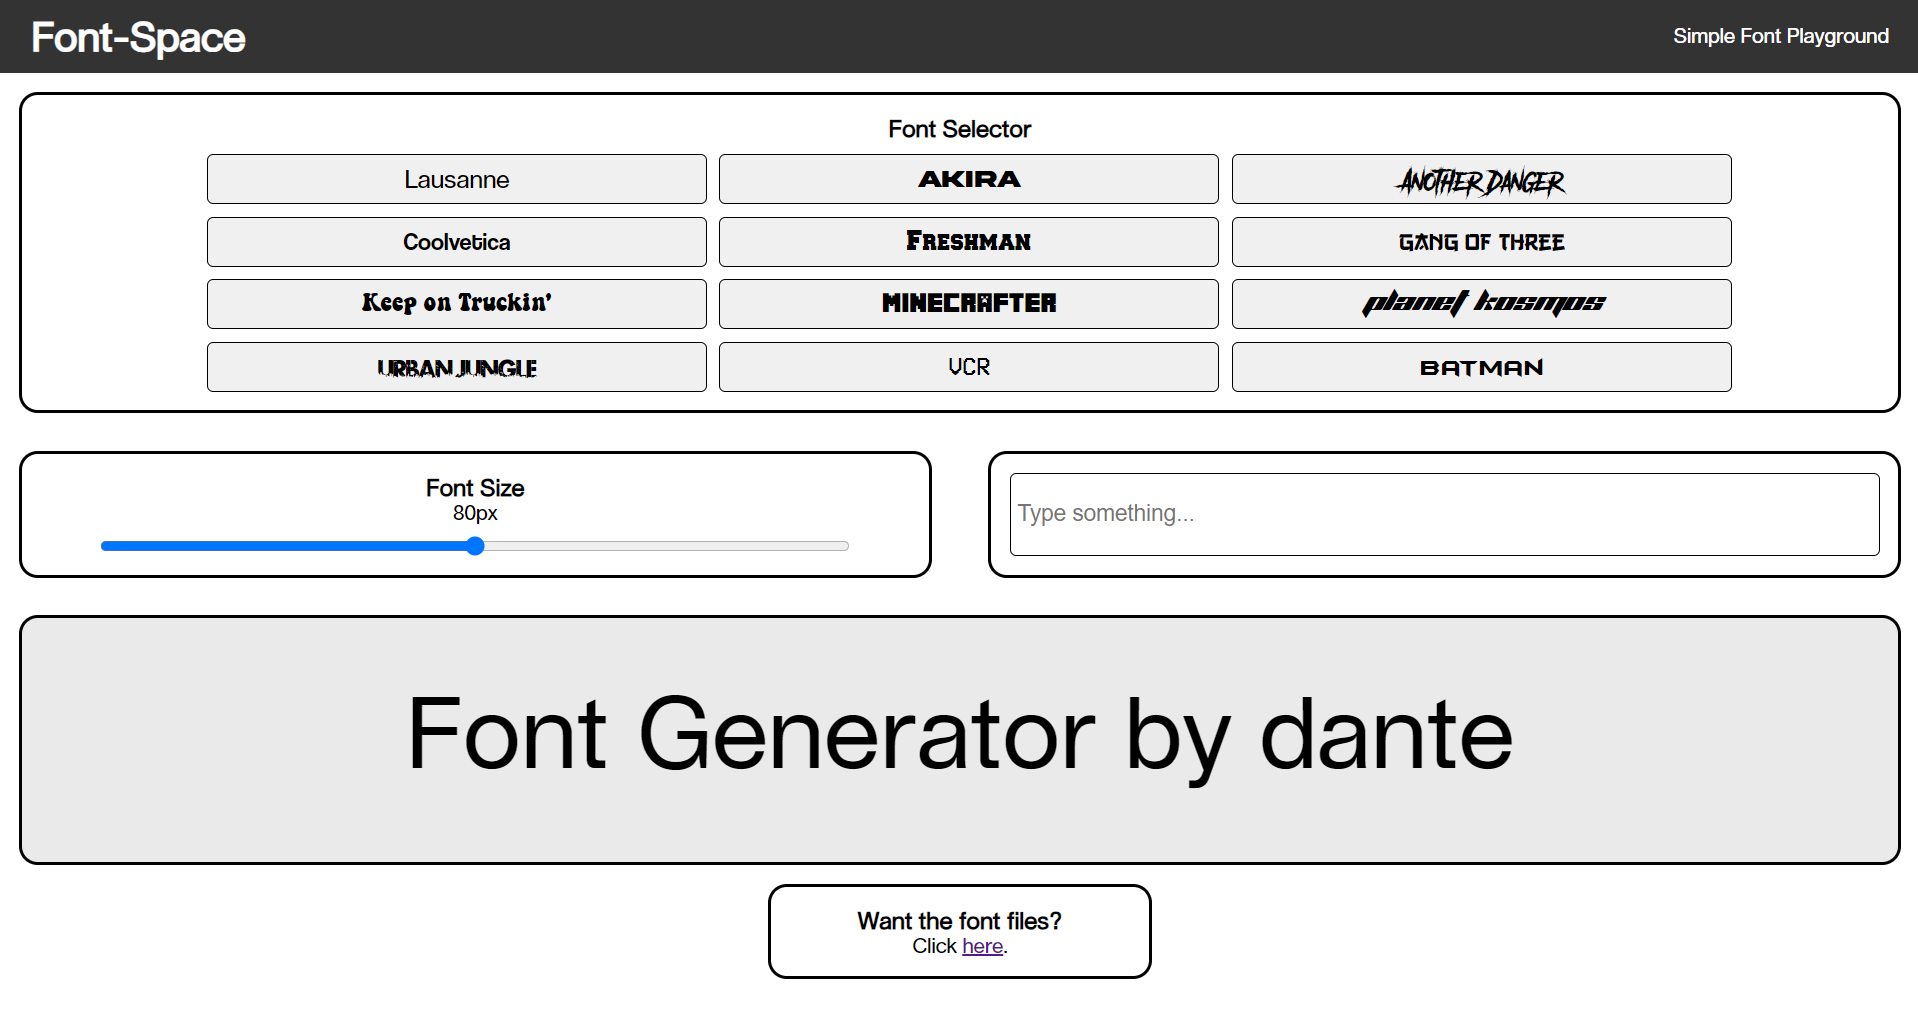 Font-Space
Simple Font Playground
Font Selector
Lausanne
AKIRA
ANOTHER DANGER
Coolvetica
FRESHMAN
GANG OF THREE
Keep on Truckin'
MINECRAFTER
planet kosmos
URBAN JUNGLE
VCR
BATMAN
Font Size
80px
Type something...
Font Generator by dante
Want the font files?
Click here.